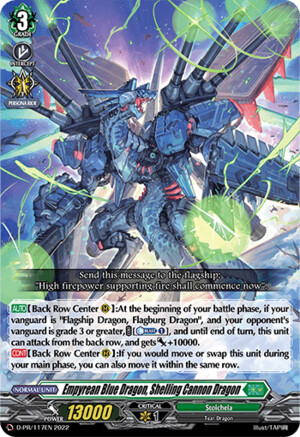 3
GRADE
INTERCEPT
PERSONA RIDE
Send this message to the flagship:
"High firepower supporting fire shall commence now".
AUTO [Back Row Center]:At the beginning of your battle phase, if your
vanguard is "Flagship Dragon, Flagburg Dragon", and your opponent's
vanguard is grade 3 or greater, and until end of turn, this unit
can attack from the back row, and gets +10000.
CONT [Back Row Center]:If you would move or swap this unit during
your main phase, you can also move it within the same row.
NORMAL UNIT
Empyrean Blue Dragon, Shelling Cannon Dragon
POWER 13000
CRITICAL 1
Stoicheia
Tear Dragon
D-PR/117EN 2022
Illust/TAPI岡